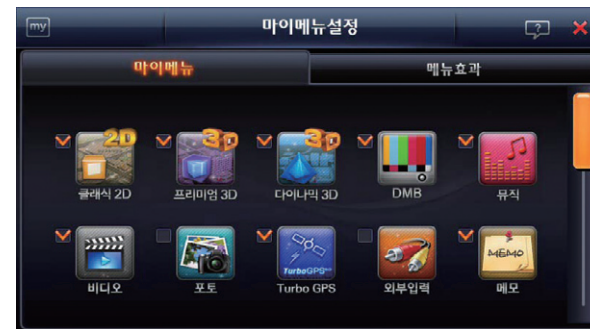 my 마이메뉴설정 ?
마이메뉴 메뉴효과
2D 3D 3D
클래식 2D 프리미엄 3D 다이나믹 3D DMB 뮤직
TurboGPS MEMO
비디오 포토 Turbo GPS 외부입력 메모